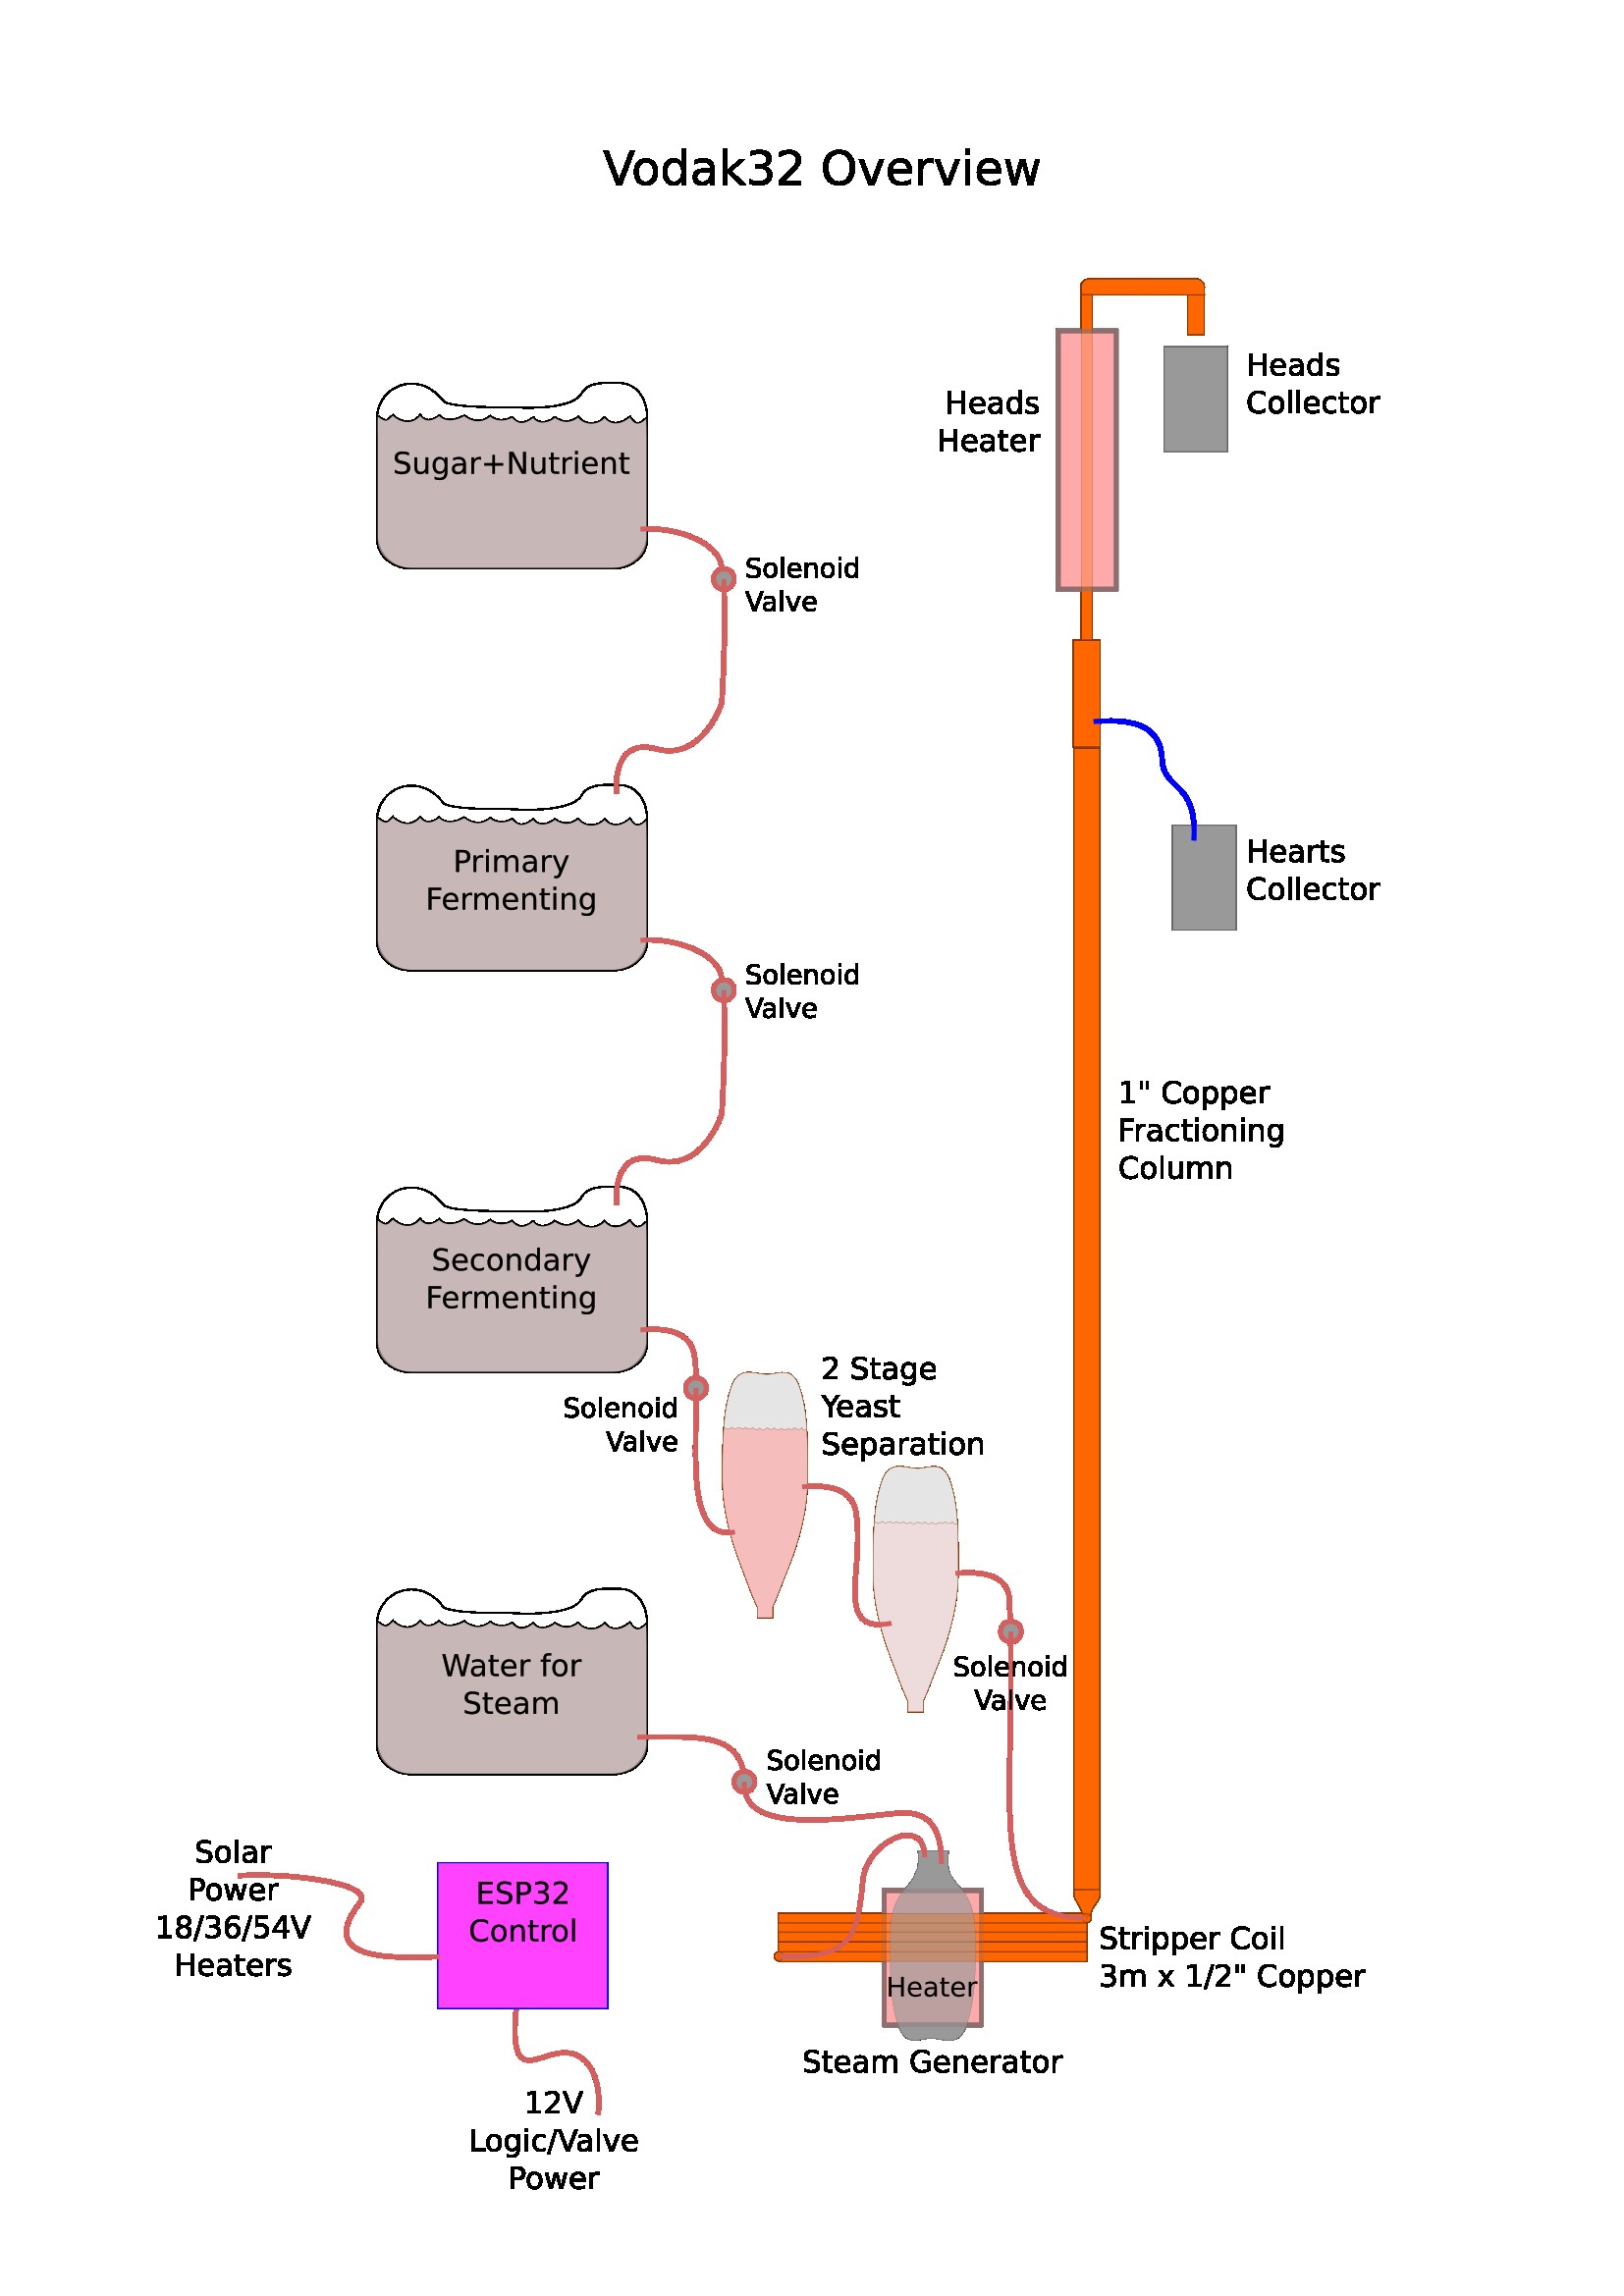 Vodak32 Overview
Heads
Collector
Heads
Heater
Sugar+Nutrient
Solenoid
Valve
Primary
Fermenting
Hearts
Collector
Solenoid
Valve
1" Copper
Fractioning
Column
Secondary
Fermenting
2 Stage
Yeast
Separation
Solenoid
Valve
Water for
Steam
Solenoid
Valve
Solenoid
Valve
Solar
Power
18/36/54V
Heaters
ESP32
Control
Stripper Coil
3m x 1/2" Copper
Heater
Steam Generator
12V
Logic/Valve
Power